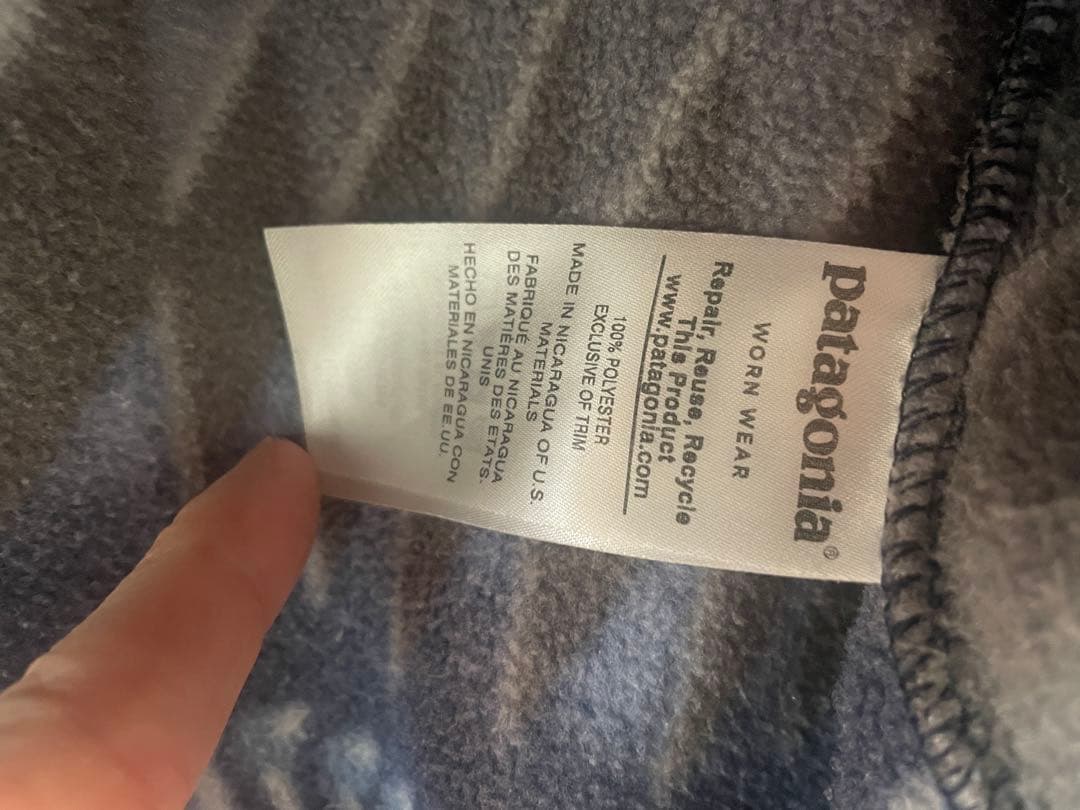 patagonia®
WORN WEAR
Repair, Reuse, Recycle
This Product
www.patagonia.com
100% POLYESTER
EXCLUSIVE OF TRIM
MADE IN NICARAGUA OF U.S.
MATERIALS
FABRIQUÉ AU NICARAGUA
DES MATIÈRES DES ETATS.
UNIS
HECHO EN NICARAGUA CON
MATERIALES DE EE.UU.